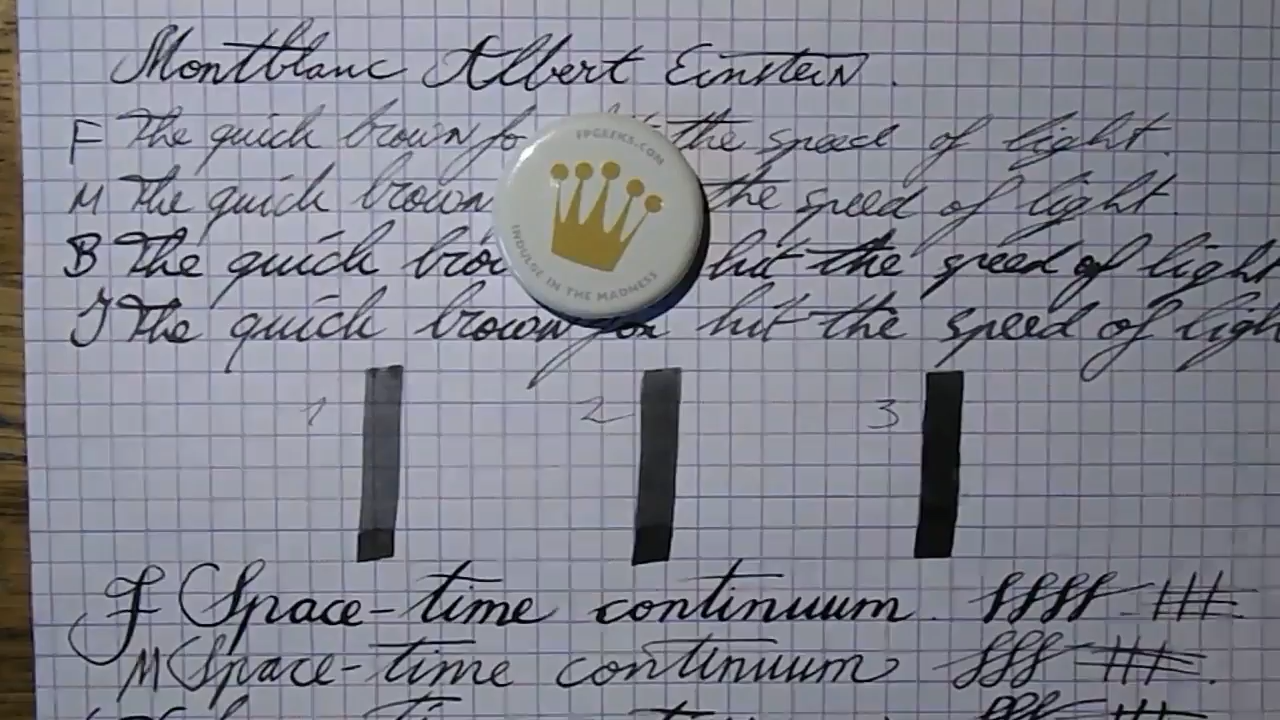 Montblanc Albert Einstein.
F The quick brown fo the speed of light.
FPGEEKS.COM
M The quick brown the speed of light.
B The quick brow hit the speed of light
INDULGE IN THE MADNESS
J The quick brown fox hit the speed of ligh
1 2 3
F Space-time continuum.
M Space-time continuum